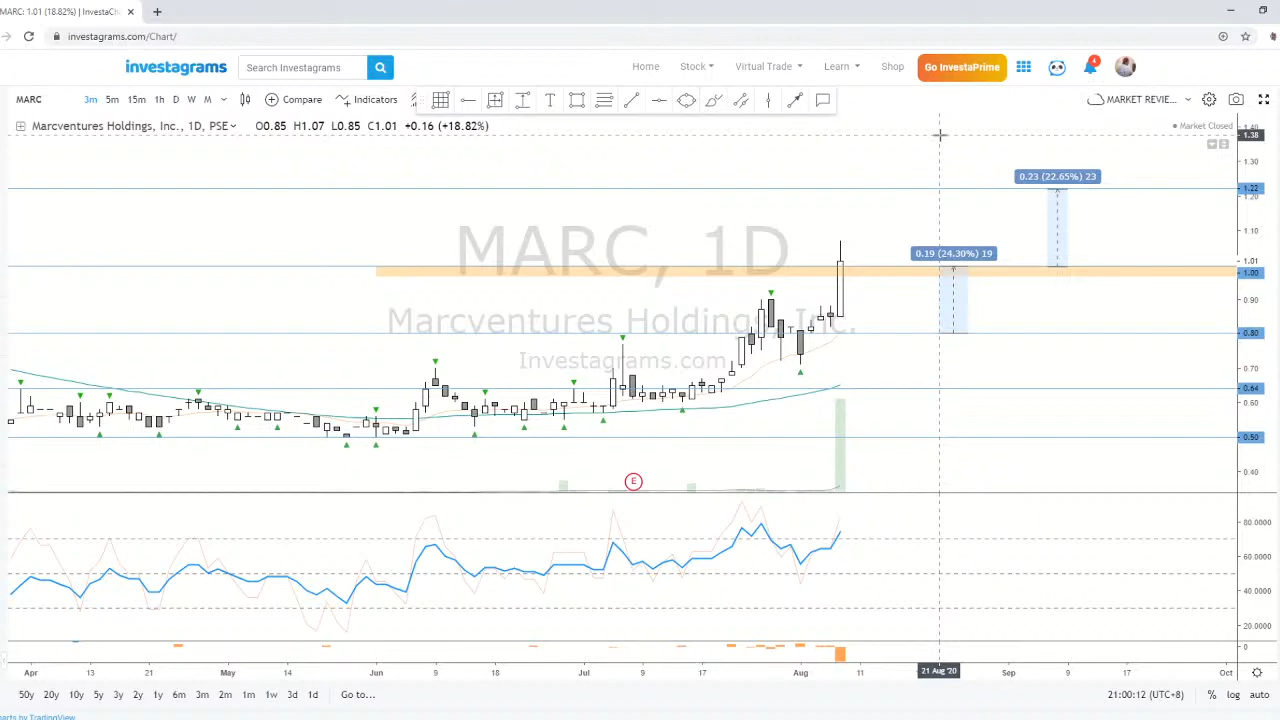 MARC: 1.01 (18.82%) | InvestaCh
investagrams.com/Chart/
investagrams
Search Investagrams
Home
Stock
Virtual Trade
Learn
Shop
Go InvestaPrime
4
MARC
3m 5m 15m 1h D W M
Compare
Indicators
MARKET REVIE...
Marcventures Holdings, Inc., 1D, PSE
O0.85 H1.07 L0.85 C1.01 +0.16 (+18.82%)
Market Closed
1.40
1.38
1.30
0.23 (22.65%) 23
1.22
1.20
MARC, 1D
1.10
0.19 (24.30%) 19
1.01
1.00
0.90
Marcventures Holdings, Inc.
0.80
Investagrams.com
0.70
0.64
0.60
0.50
0.40
E
80.0000
60.0000
40.0000
20.0000
0
Apr 13 21 May 14 Jun 9 18 Jul 9 17 Aug 11 21 Aug '20 Sep 9 17 Oct
50y 20y 10y 5y 3y 2y 1y 6m 3m 2m 1m 1w 3d 1d Go to...
21:00:12 (UTC+8) % log auto
arts by TradingView